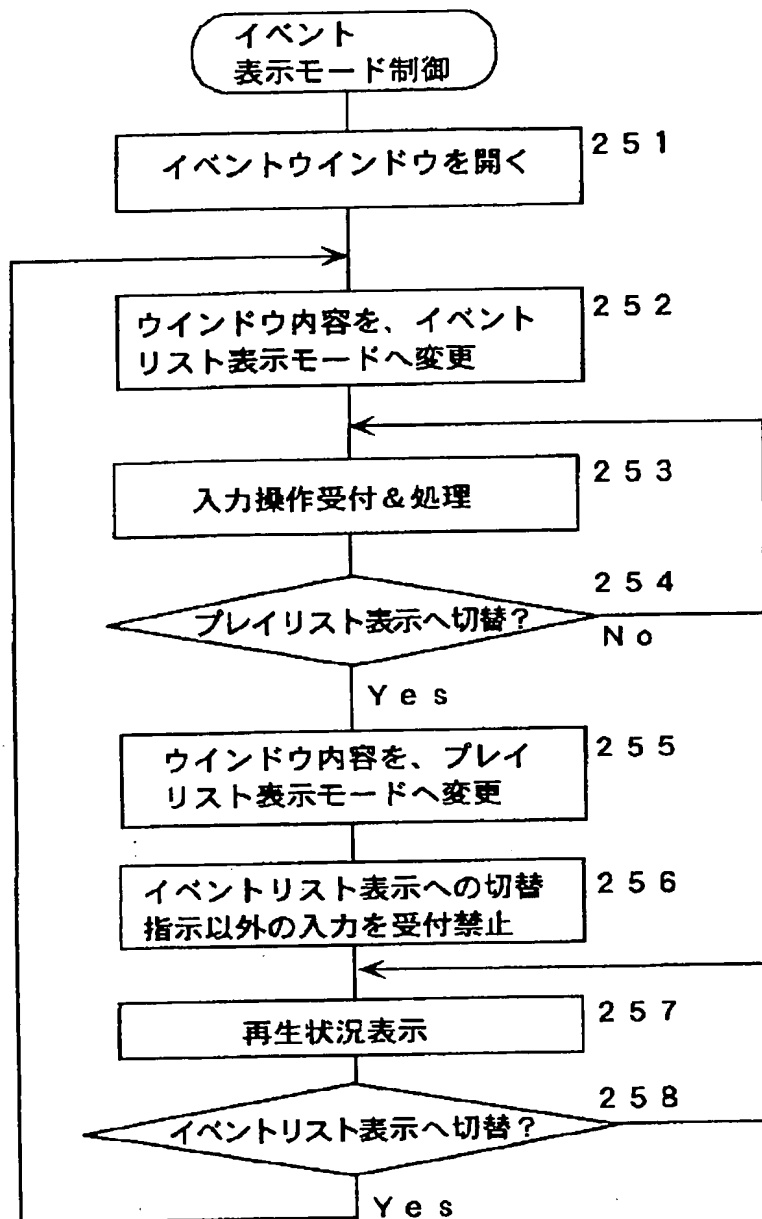 イベント
表示モード制御
イベントウインドウを開く
251
ウインドウ内容を、イベント
リスト表示モードへ変更
252
入力操作受付&処理
253
プレイリスト表示へ切替?
254
No
Yes
ウインドウ内容を、プレイ
リスト表示モードへ変更
255
イベントリスト表示への切替
指示以外の入力を受付禁止
256
再生状況表示
257
イベントリスト表示へ切替?
258
Yes